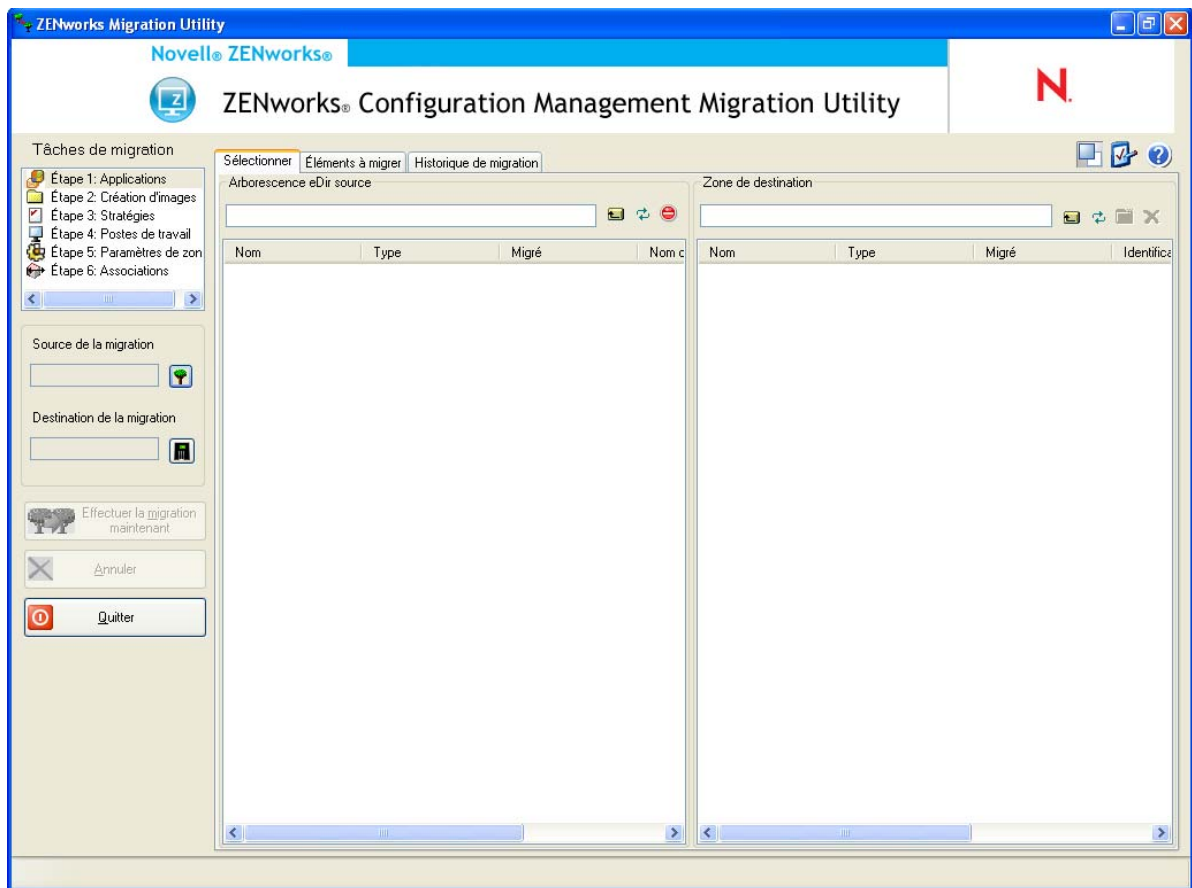 ZENworks Migration Utility
Novell® ZENworks®
ZENworks® Configuration Management Migration Utility
N.
Tâches de migration
Étape 1: Applications
Étape 2: Création d'images
Étape 3: Stratégies
Étape 4: Postes de travail
Étape 5: Paramètres de zon
Étape 6: Associations
Source de la migration
Destination de la migration
Effectuer la migration
maintenant
Annuler
Quitter
Sélectionner Éléments à migrer Historique de migration
Arborescence eDir source
Nom Type Migré Nom c
Zone de destination
Nom Type Migré Identifica